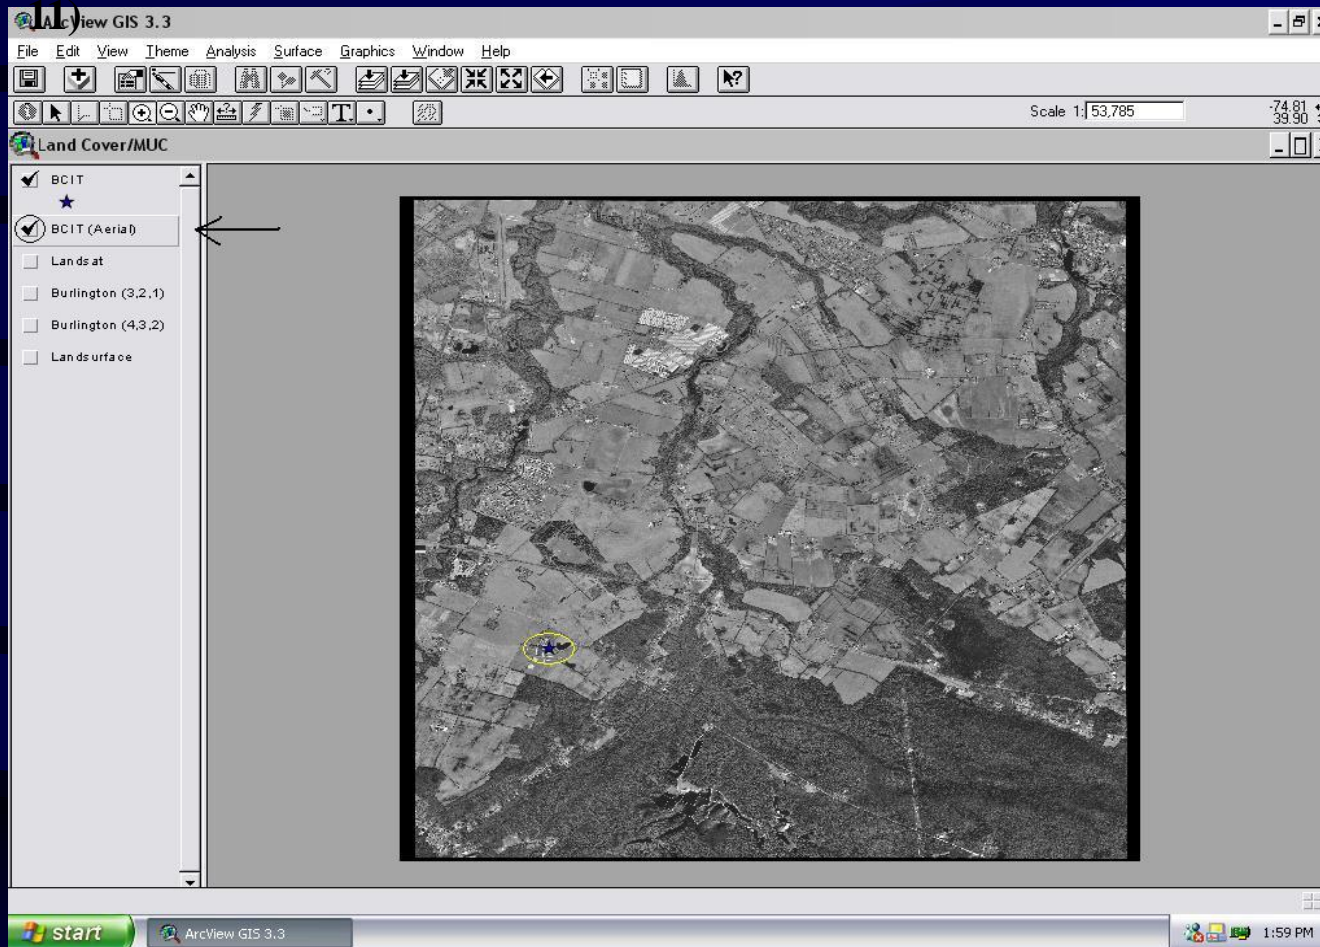 11)
ArcView GIS 3.3
File Edit View Theme Analysis Surface Graphics Window Help
T
Scale 1: 53,785
-74.81
39.90
Land Cover/MUC
BCIT
BCIT (Aerial)
Landsat
Burlington (3,2,1)
Burlington (4,3,2)
Landsurface
start
ArcView GIS 3.3
1:59 PM